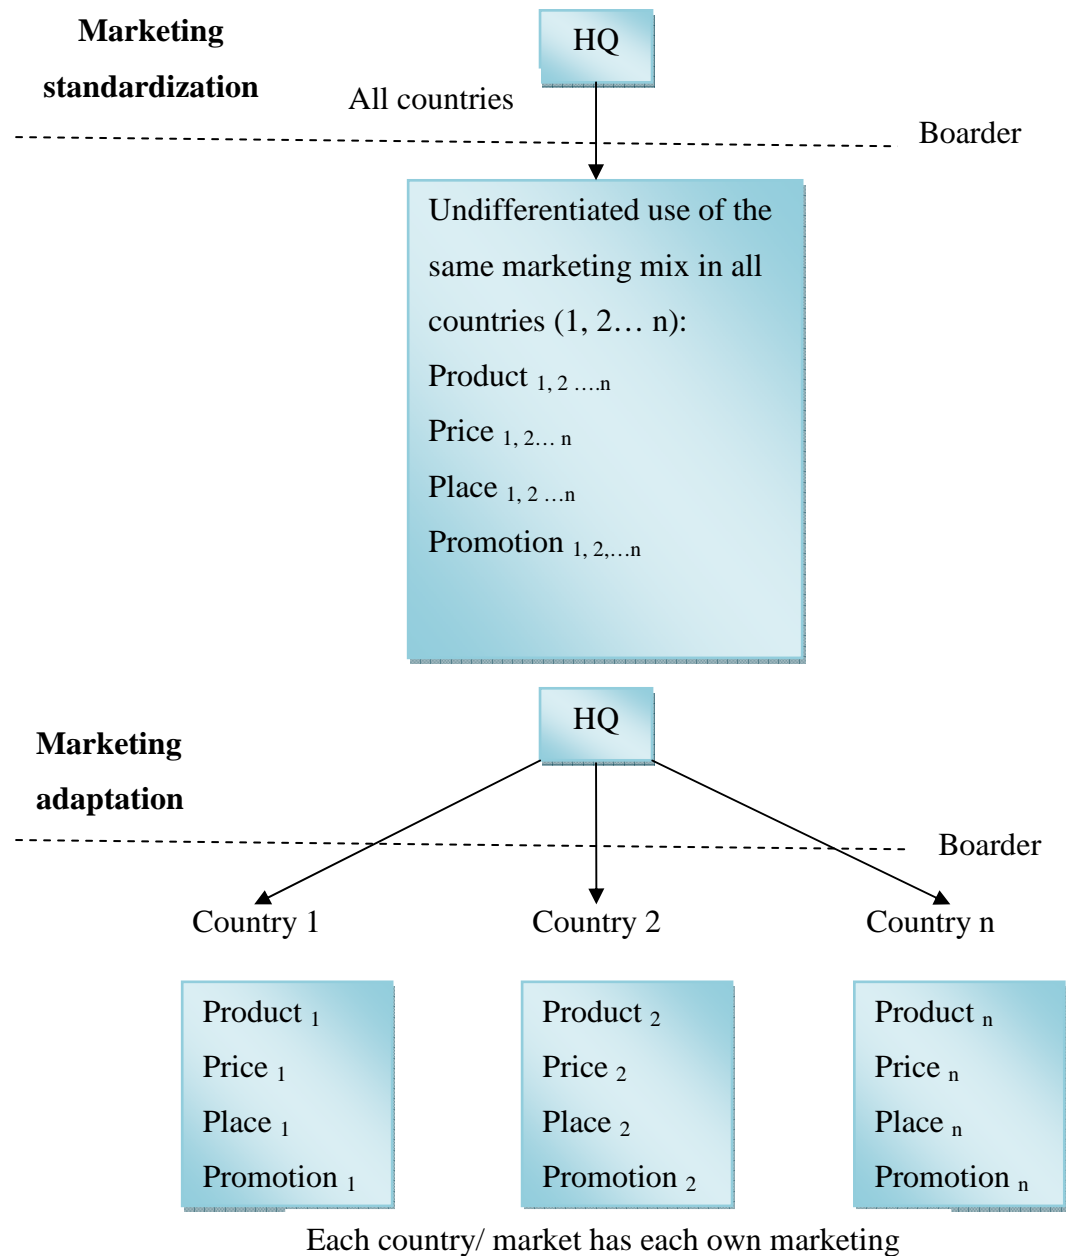 Marketing
standardization
HQ
All countries
Boarder
Undifferentiated use of the
same marketing mix in all
countries (1, 2… n):
Product 1, 2 ….n
Price 1, 2… n
Place 1, 2 …n
Promotion 1, 2,…n
HQ
Marketing
adaptation
Boarder
Country 1
Country 2
Country n
Product 1
Price 1
Place 1
Promotion 1
Product 2
Price 2
Place 2
Promotion 2
Product n
Price n
Place n
Promotion n
Each country/ market has each own marketing